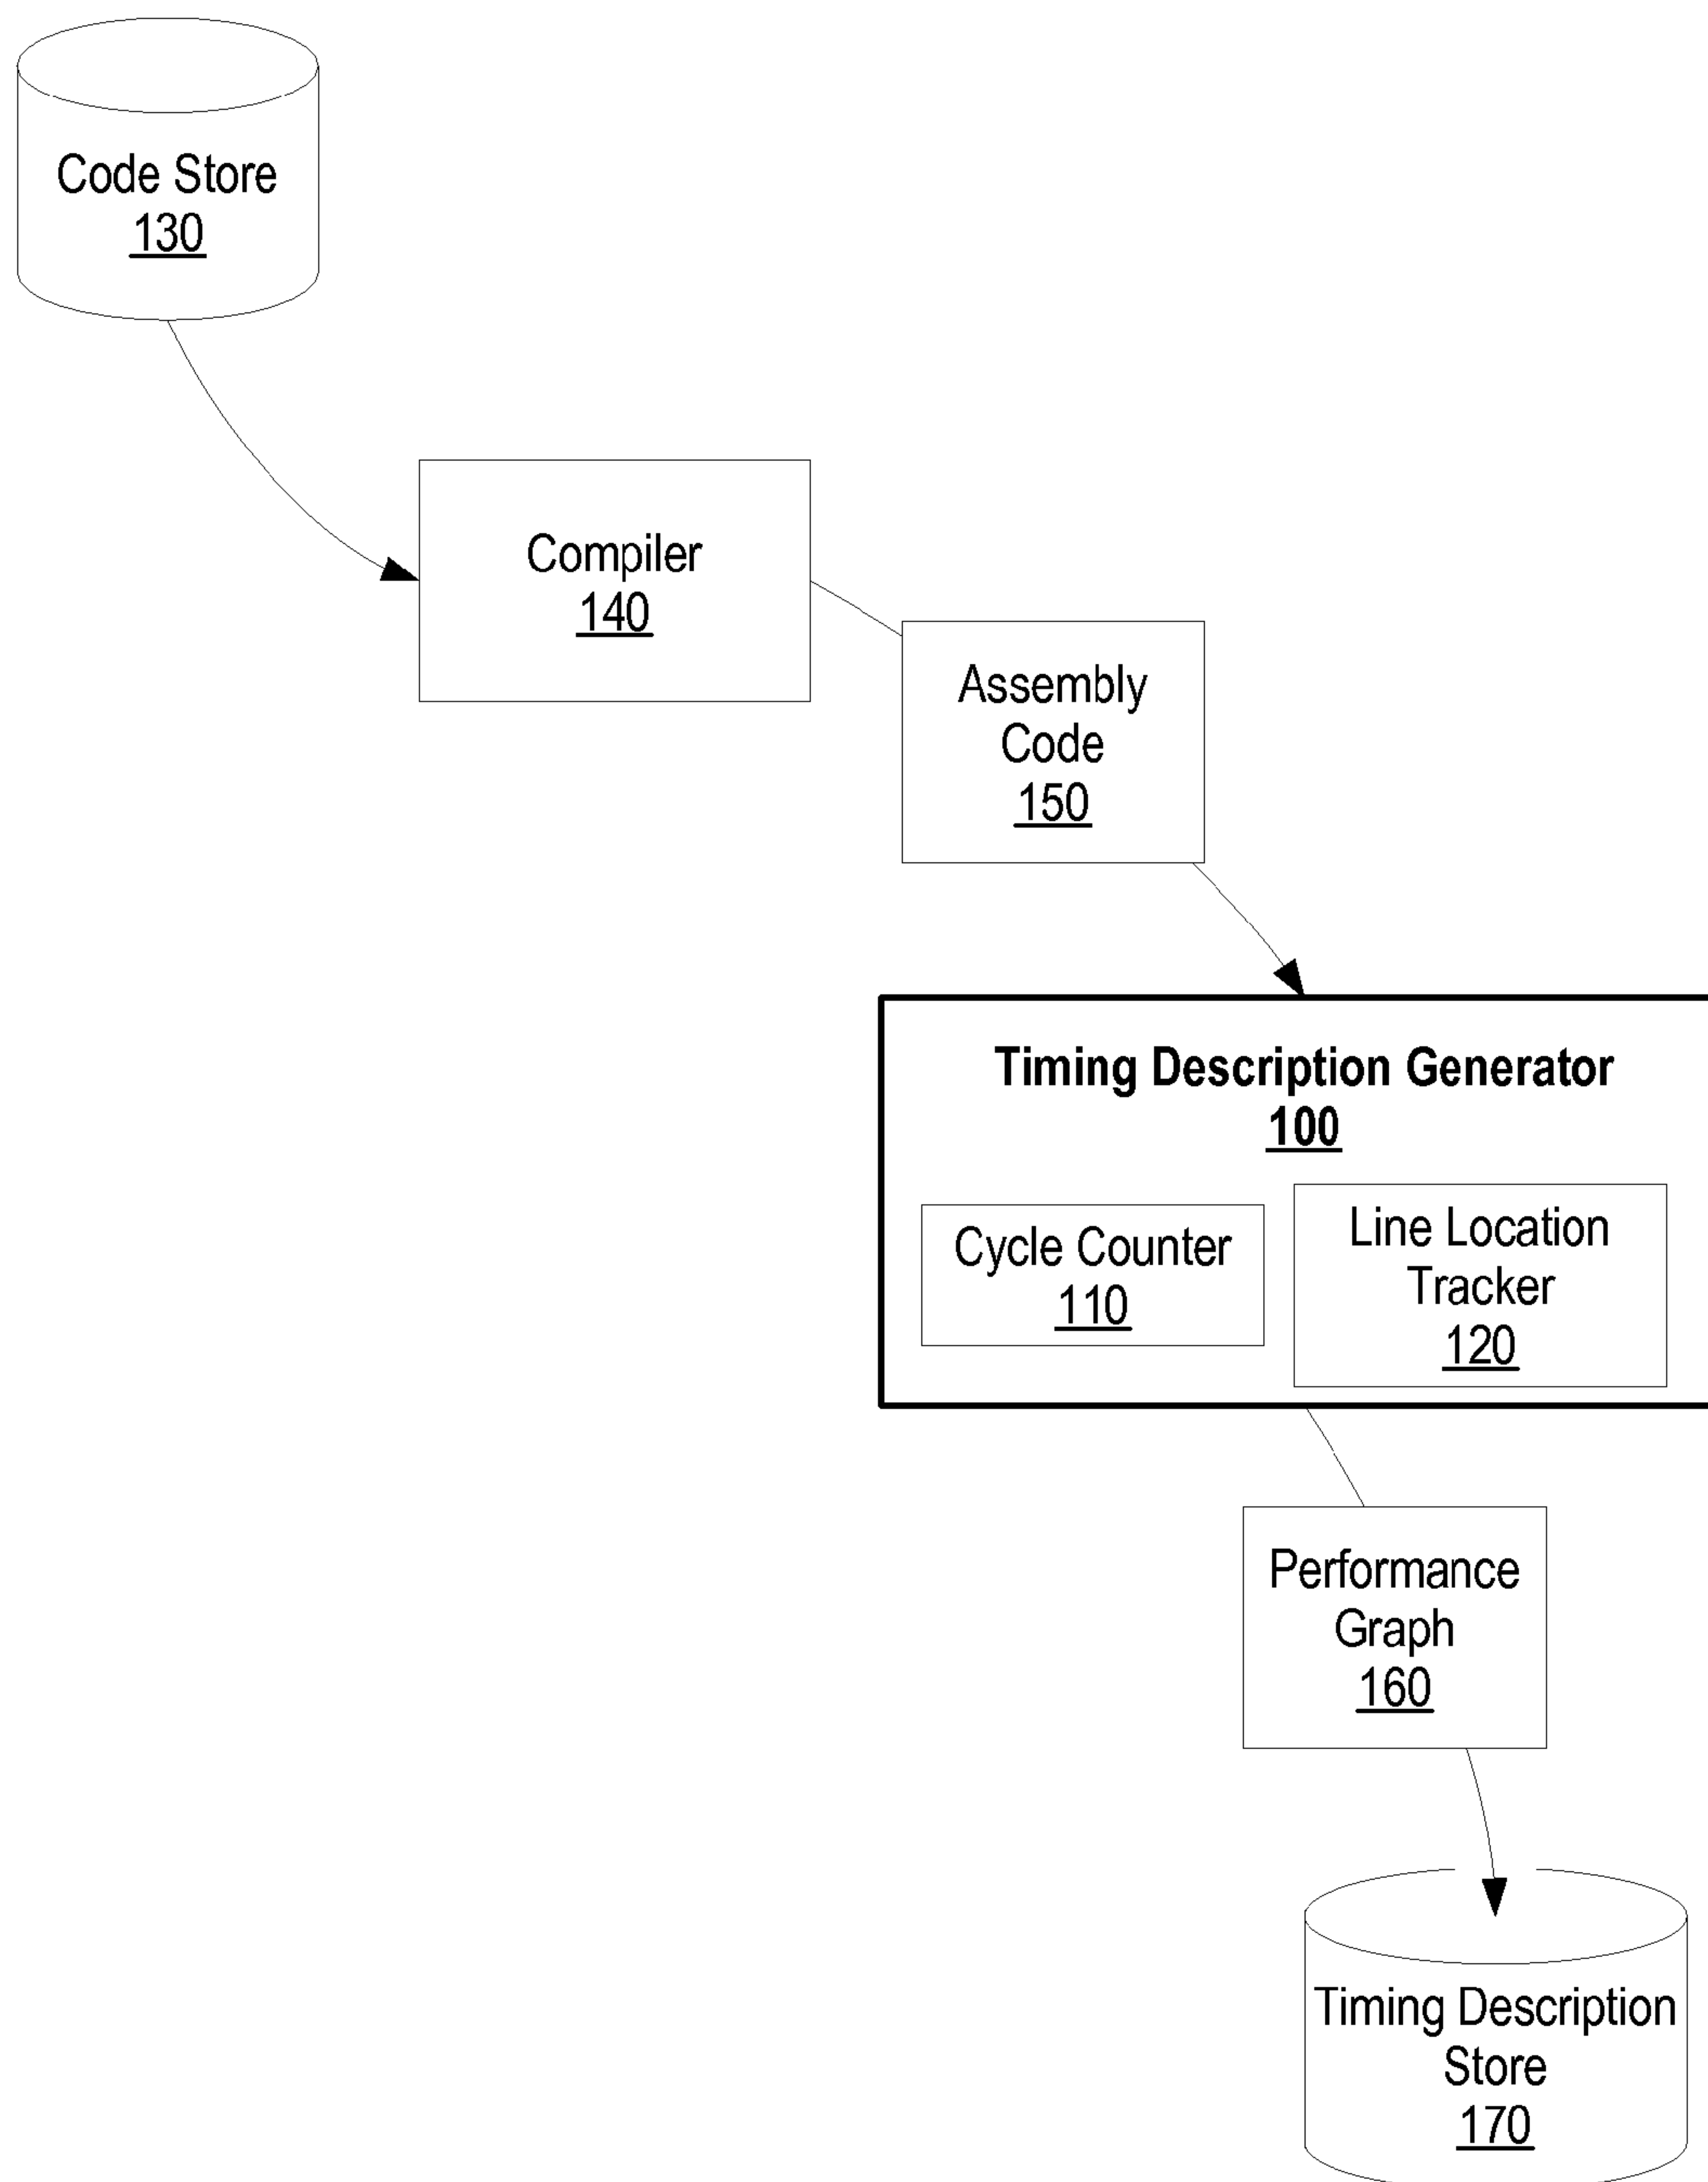 Code Store
130
Compiler
140
Assembly
Code
150
Timing Description Generator
100
Cycle Counter
110
Line Location
Tracker
120
Performance
Graph
160
Timing Description
Store
170